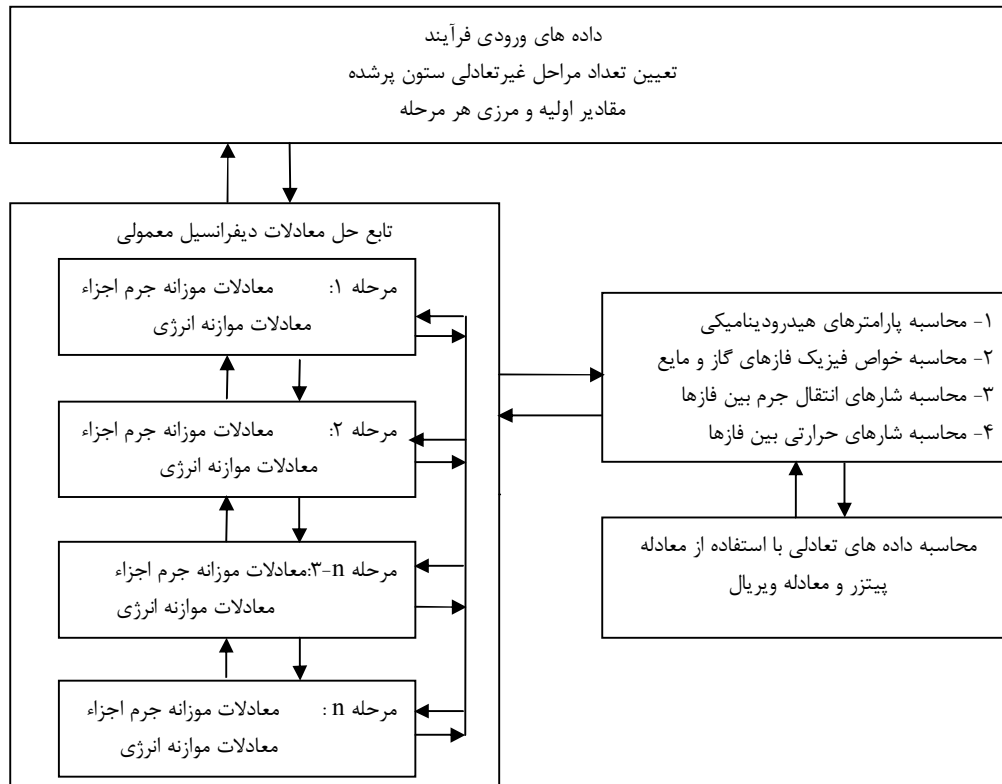 داده های ورودی فرآیند
تعیین تعداد مراحل غیرتعادلی ستون پرشده
مقادیر اولیه و مرزی هر مرحله
تابع حل معادلات دیفرانسیل معمولی
مرحله ۱: معادلات موزانه جرم اجزاء
معادلات موازنه انرژی
مرحله ۲: معادلات موزانه جرم اجزاء
معادلات موازنه انرژی
مرحله ۳-n:معادلات موزانه جرم اجزاء
معادلات موازنه انرژی
مرحله n : معادلات موزانه جرم اجزاء
معادلات موازنه انرژی
۱- محاسبه پارامترهای هیدرودینامیکی
۲- محاسبه خواص فیزیک فازهای گاز و مایع
۳- محاسبه شارهای انتقال جرم بین فازها
۴- محاسبه شارهای حرارتی بین فازها
محاسبه داده های تعادلی با استفاده از معادله
پیتزر و معادله ویریال